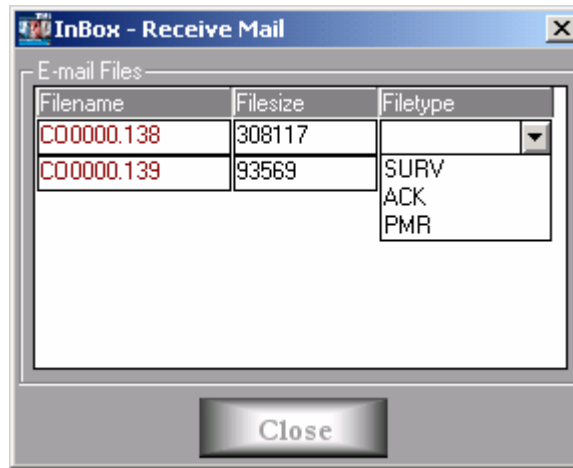 InBox - Receive Mail
E-mail Files
Filename Filesize Filetype
CO0000.138 308117
CO0000.139 93569
SURV
ACK
PMR
Close